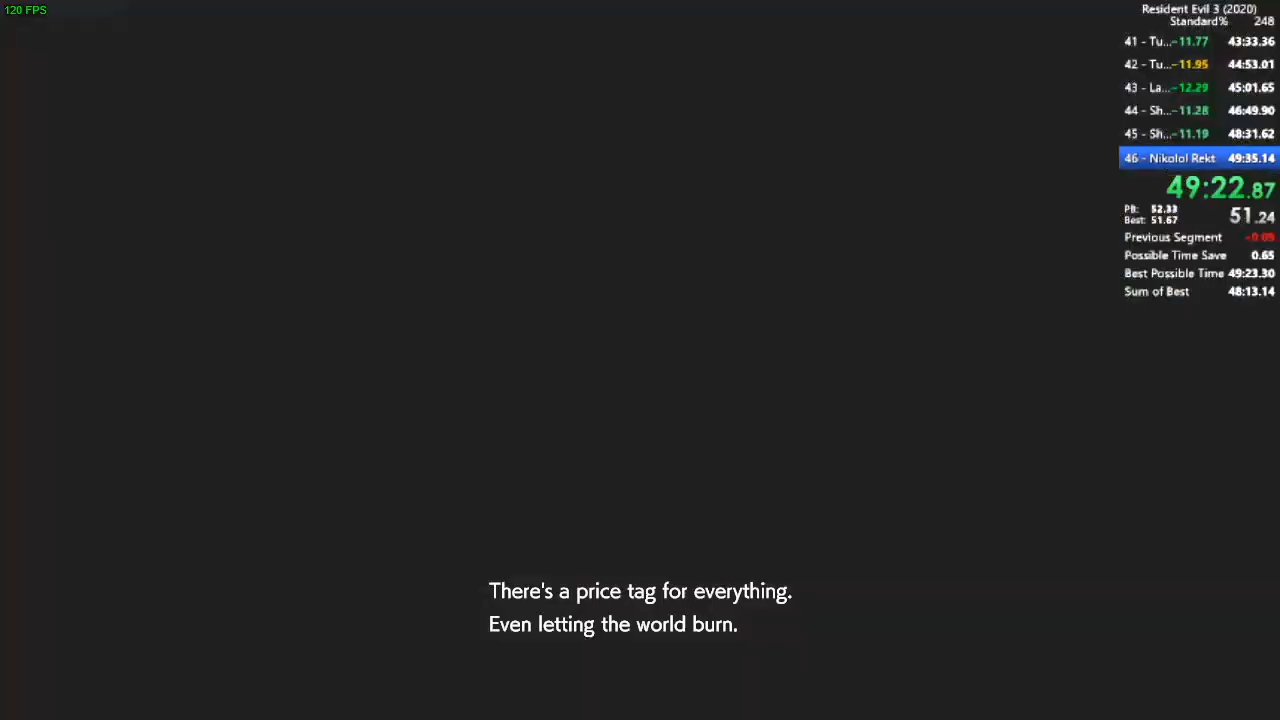 120 FPS
Resident Evil 3 (2020)
Standard% 248
41 - Tu...-11.77 43:33.36
42 - Tu...-11.95 44:53.01
43 - La...-12.29 45:01.65
44 - Sh...-11.28 46:49.90
45 - Sh...-11.19 48:31.62
46 - Nikolol Rekt 49:35.14
49:22.87
PB: 52.33 51.24
Best: 51.67
Previous Segment -0.09
Possible Time Save 0.65
Best Possible Time 49:23.30
Sum of Best 48:13.14
There's a price tag for everything.
Even letting the world burn.